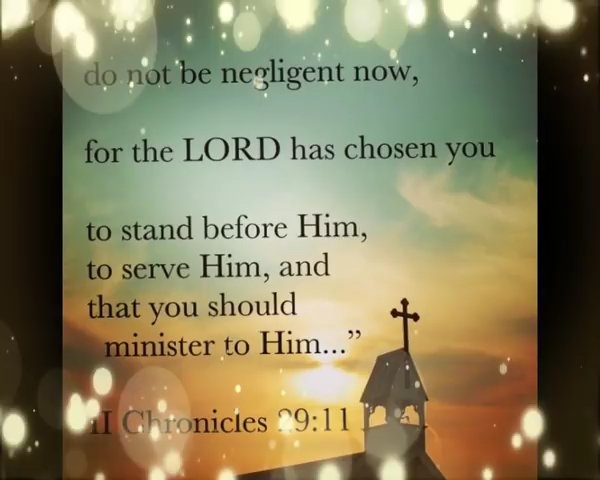 do not be negligent now,
for the LORD has chosen you
to stand before Him,
to serve Him, and
that you should
minister to Him...”
II Chronicles 29:11